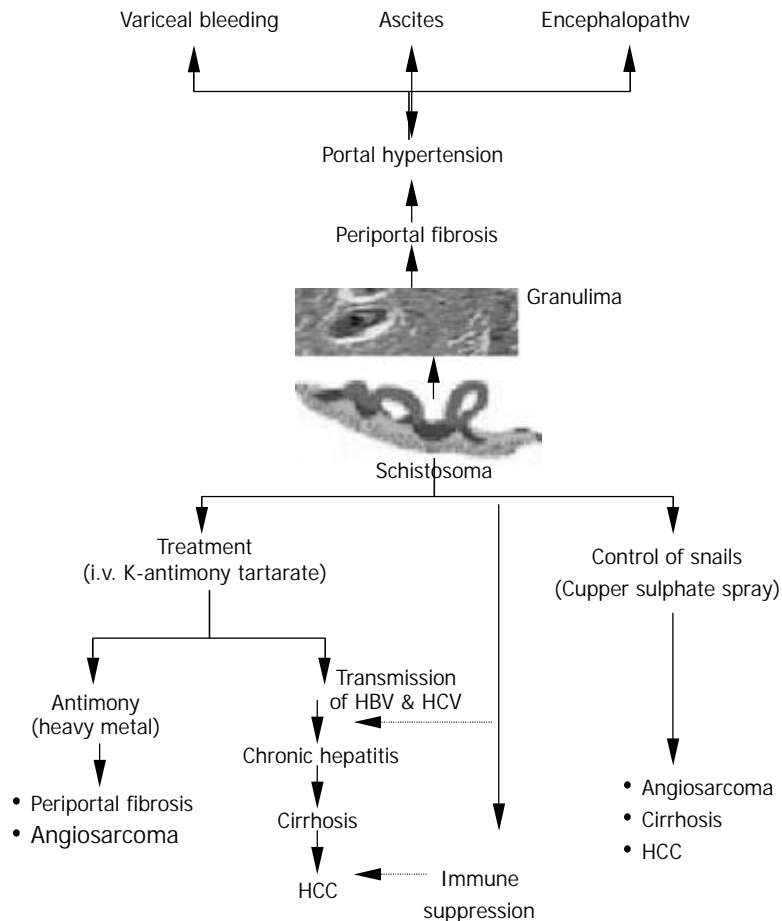 Variceal bleeding
Ascites
Encephalopathv
Portal hypertension
Periportal fibrosis
Granulima
Schistosoma
Treatment
(i.v. K-antimony tartarate)
Control of snails
(Cupper sulphate spray)
Antimony
(heavy metal)
Transmission
of HBV & HCV
Chronic hepatitis
• Periportal fibrosis
• Angiosarcoma
Cirrhosis
HCC
Immune
suppression
• Angiosarcoma
• Cirrhosis
• HCC